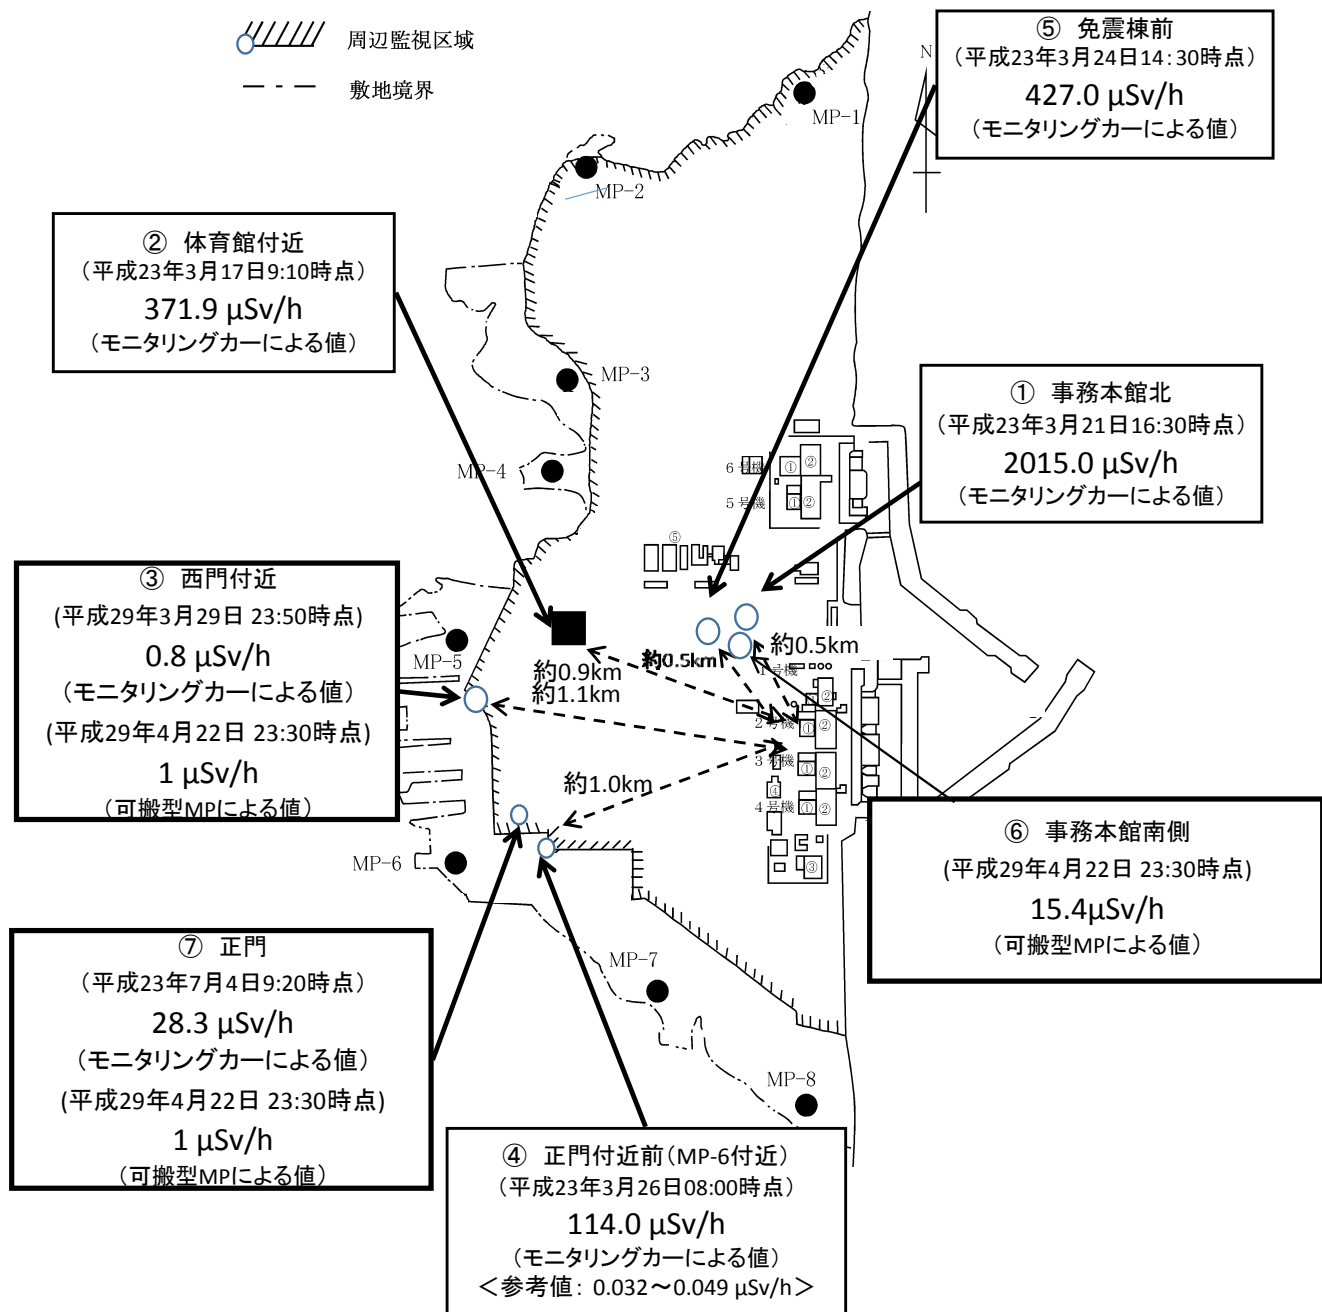 周辺監視区域
敷地境界
N
MP-1
MP-2
MP-3
MP-4
MP-5
MP-6
MP-7
MP-8
⑤ 免震棟前
(平成23年3月24日14:30時点)
427.0 μSv/h
(モニタリングカーによる値)
② 体育館付近
(平成23年3月17日9:10時点)
371.9 μSv/h
(モニタリングカーによる値)
① 事務本館北
(平成23年3月21日16:30時点)
2015.0 μSv/h
(モニタリングカーによる値)
6号機
① ②
5号機
① ②
⑤
③ 西門付近
(平成29年3月29日 23:50時点)
0.8 μSv/h
(モニタリングカーによる値)
(平成29年4月22日 23:30時点)
1 μSv/h
(可搬型MPによる値)
約0.9km
約1.1km
約0.5km
約0.5km
約1.0km
1号機
②
2号機
① ②
3号機
① ②
④
4号機
① ②
③
⑥ 事務本館南側
(平成29年4月22日 23:30時点)
15.4μSv/h
(可搬型MPによる値)
⑦ 正門
(平成23年7月4日9:20時点)
28.3 μSv/h
(モニタリングカーによる値)
(平成29年4月22日 23:30時点)
1 μSv/h
(可搬型MPによる値)
④ 正門付近前(MP-6付近)
(平成23年3月26日08:00時点)
114.0 μSv/h
(モニタリングカーによる値)
<参考値: 0.032~0.049 μSv/h>